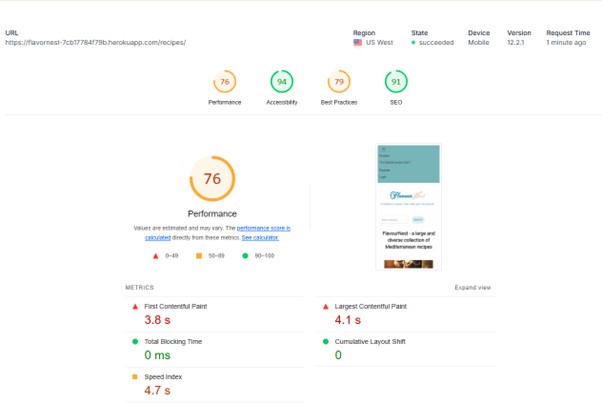 URL
https://flavornest-7cb17784f79b.herokuapp.com/recipes/
Region
US West
State
succeeded
Device
Mobile
Version
12.2.1
Request Time
1 minute ago
76
Performance
94
Accessibility
79
Best Practices
91
SEO
76
Performance
Values are estimated and may vary. The performance score is
calculated directly from these metrics. See calculator.
0–49
50–89
90–100
FlavourNest
FlavourNest - a large and
diverse collection of
Mediterranean recipes
METRICS
Expand view
First Contentful Paint
3.8 s
Largest Contentful Paint
4.1 s
Total Blocking Time
0 ms
Cumulative Layout Shift
0
Speed Index
4.7 s